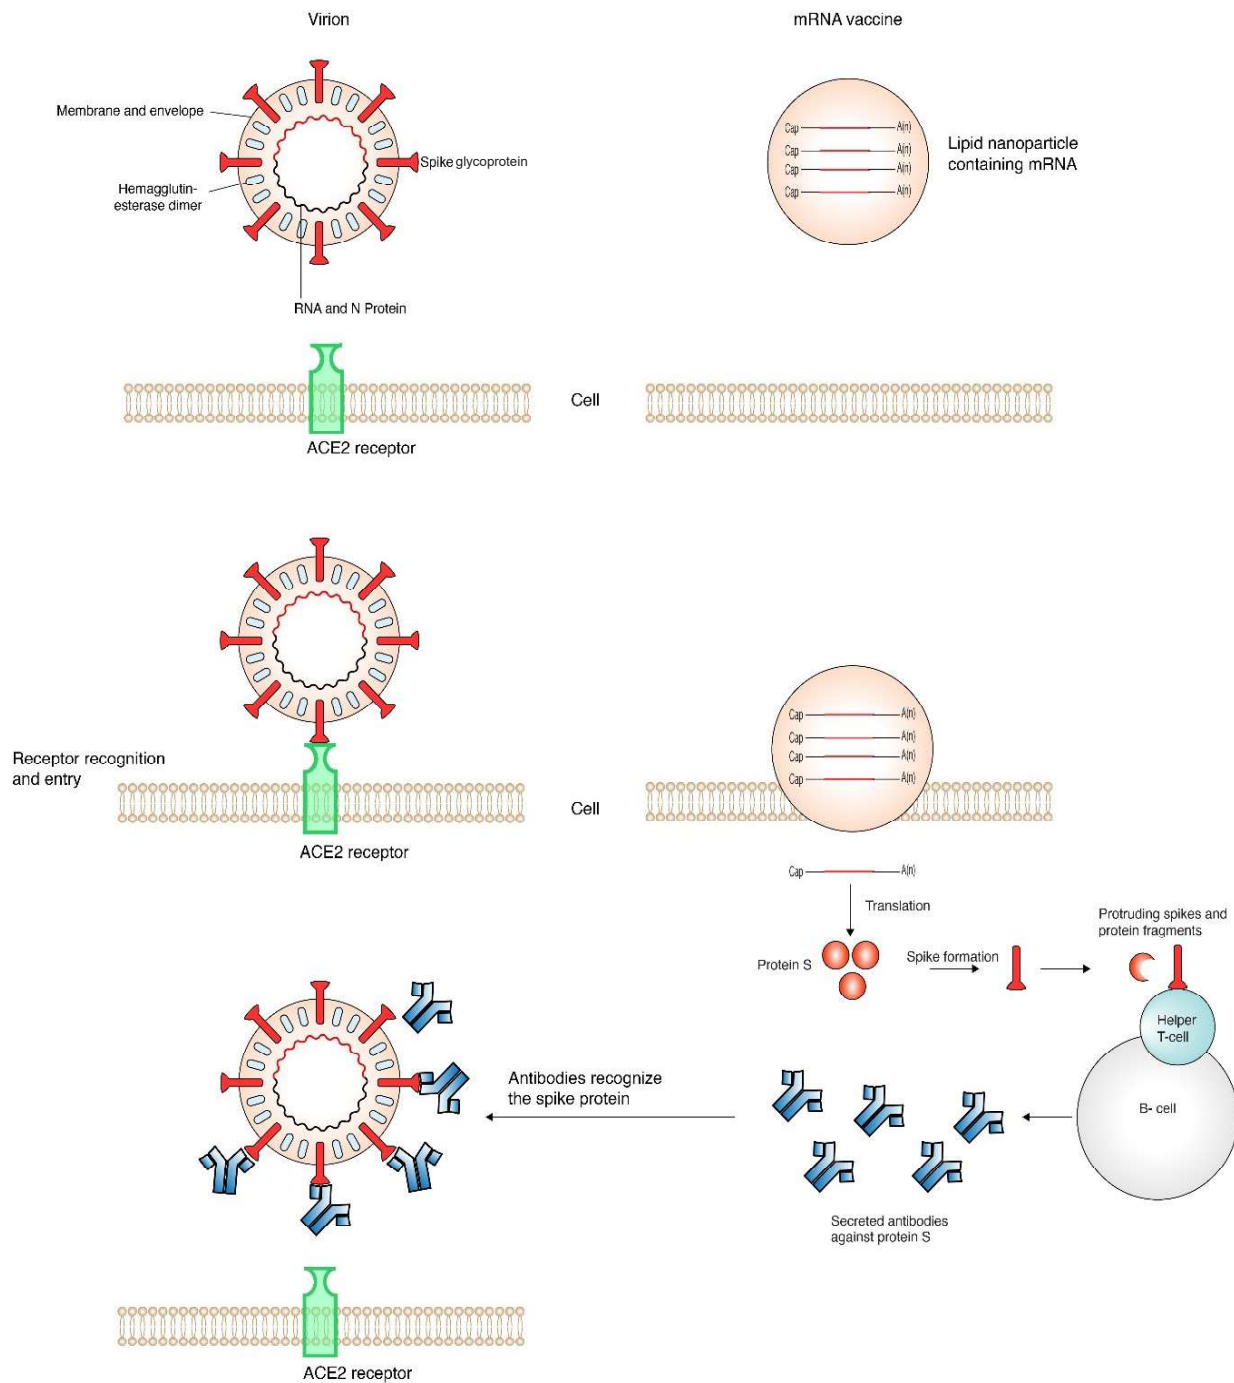 Virion
mRNA vaccine
Membrane and envelope
Spike glycoprotein
Hemagglutin-
esterase dimer
RNA and N Protein
Cap
A(n)
Cap
A(n)
Cap
A(n)
Cap
A(n)
Lipid nanoparticle
containing mRNA
Cell
ACE2 receptor
Receptor recognition
and entry
Cell
ACE2 receptor
Cap
A(n)
Cap
A(n)
Cap
A(n)
Cap
A(n)
Cap
A(n)
Translation
Protein S
Spike formation
Protruding spikes and
protein fragments
Helper
T-cell
B- cell
Antibodies recognize
the spike protein
Secreted antibodies
against protein S
ACE2 receptor